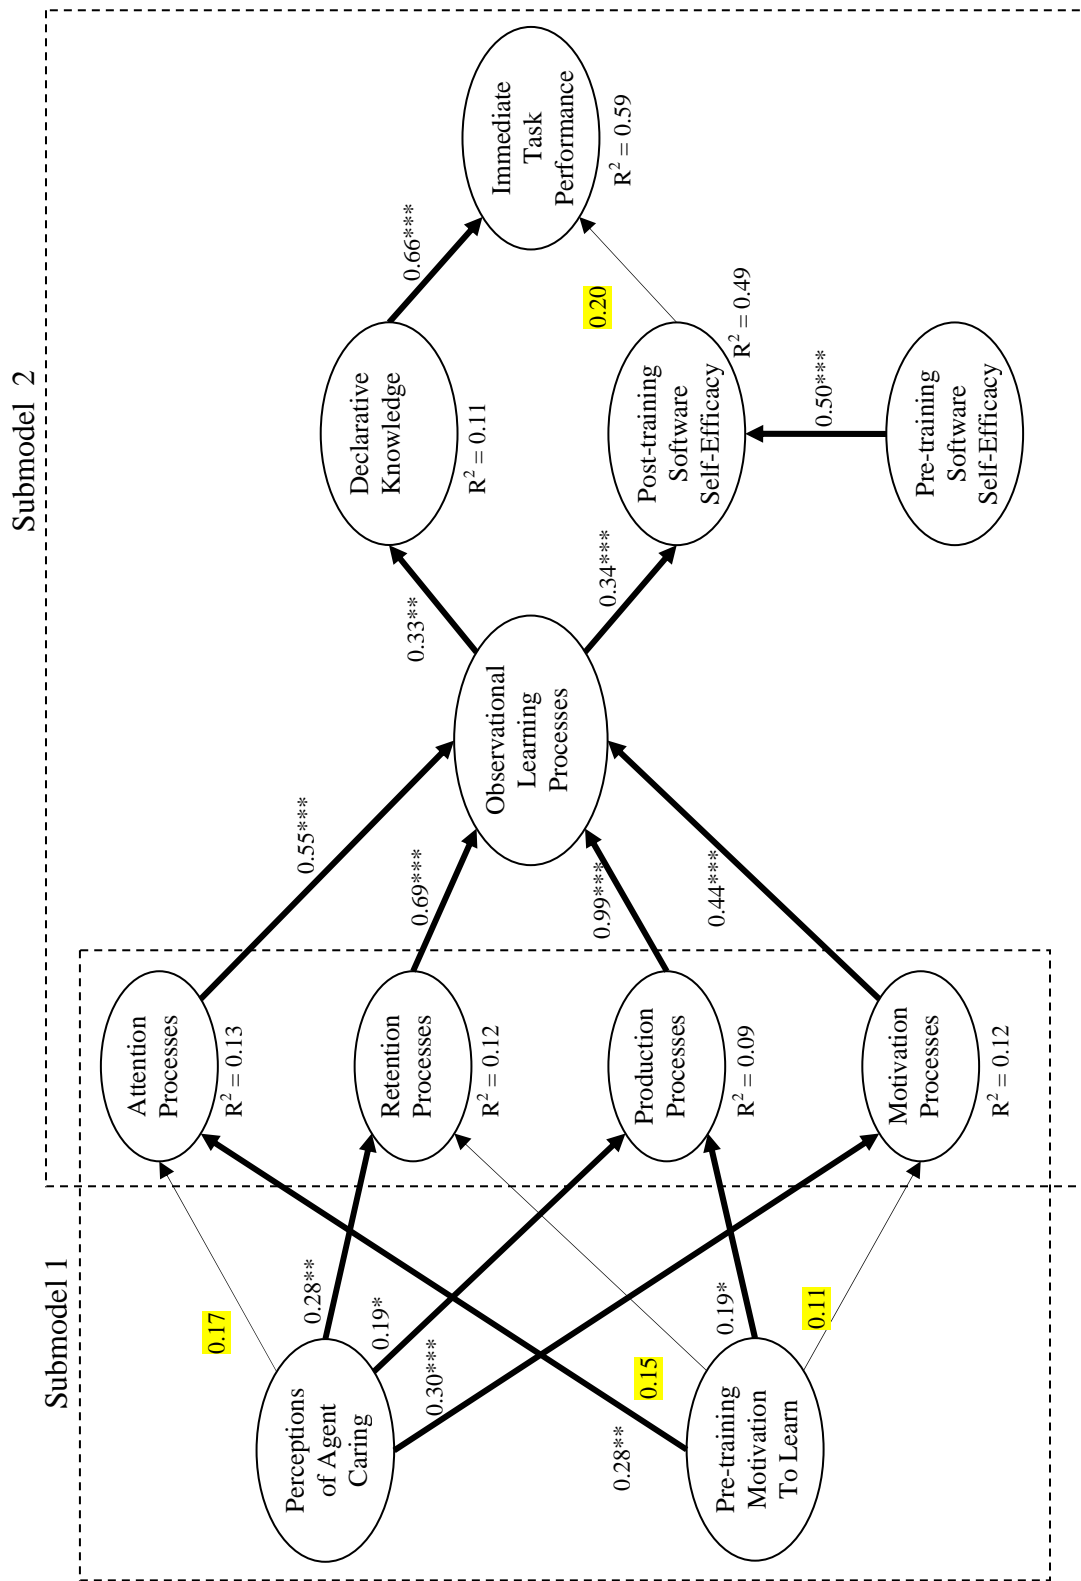 Submodel 1
Submodel 2
Perceptions
of Agent
Caring
Pre-training
Motivation
To Learn
0.17
0.28**
0.19*
0.30***
0.28**
0.15
0.19*
0.11
Attention
Processes
R² = 0.13
Retention
Processes
R² = 0.12
Production
Processes
R² = 0.09
Motivation
Processes
R² = 0.12
0.55***
0.69***
0.99***
0.44***
Observational
Learning
Processes
0.33**
0.34***
Declarative
Knowledge
R² = 0.11
Post-training
Software
Self-Efficacy
R² = 0.49
0.50***
Pre-training
Software
Self-Efficacy
0.66***
0.20
Immediate
Task
Performance
R² = 0.59